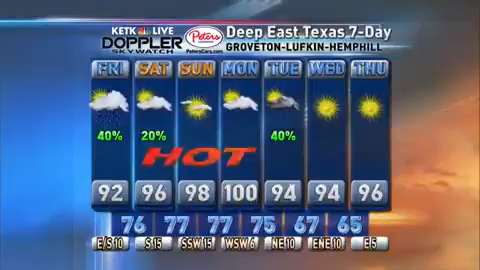 KETK NBC LIVE
DOPPLER
SKYWATCH
Peters
PetersCars.com
Deep East Texas 7-Day
GROVETON-LUFKIN-HEMPHILL
FRI SAT SUN MON TUE WED THU
40% 20% 40%
HOT
92 96 98 100 94 94 96
76 77 77 75 67 65
E/S 10 S 15 SSW 15 WSW 6 NE 10 ENE 10 E 5